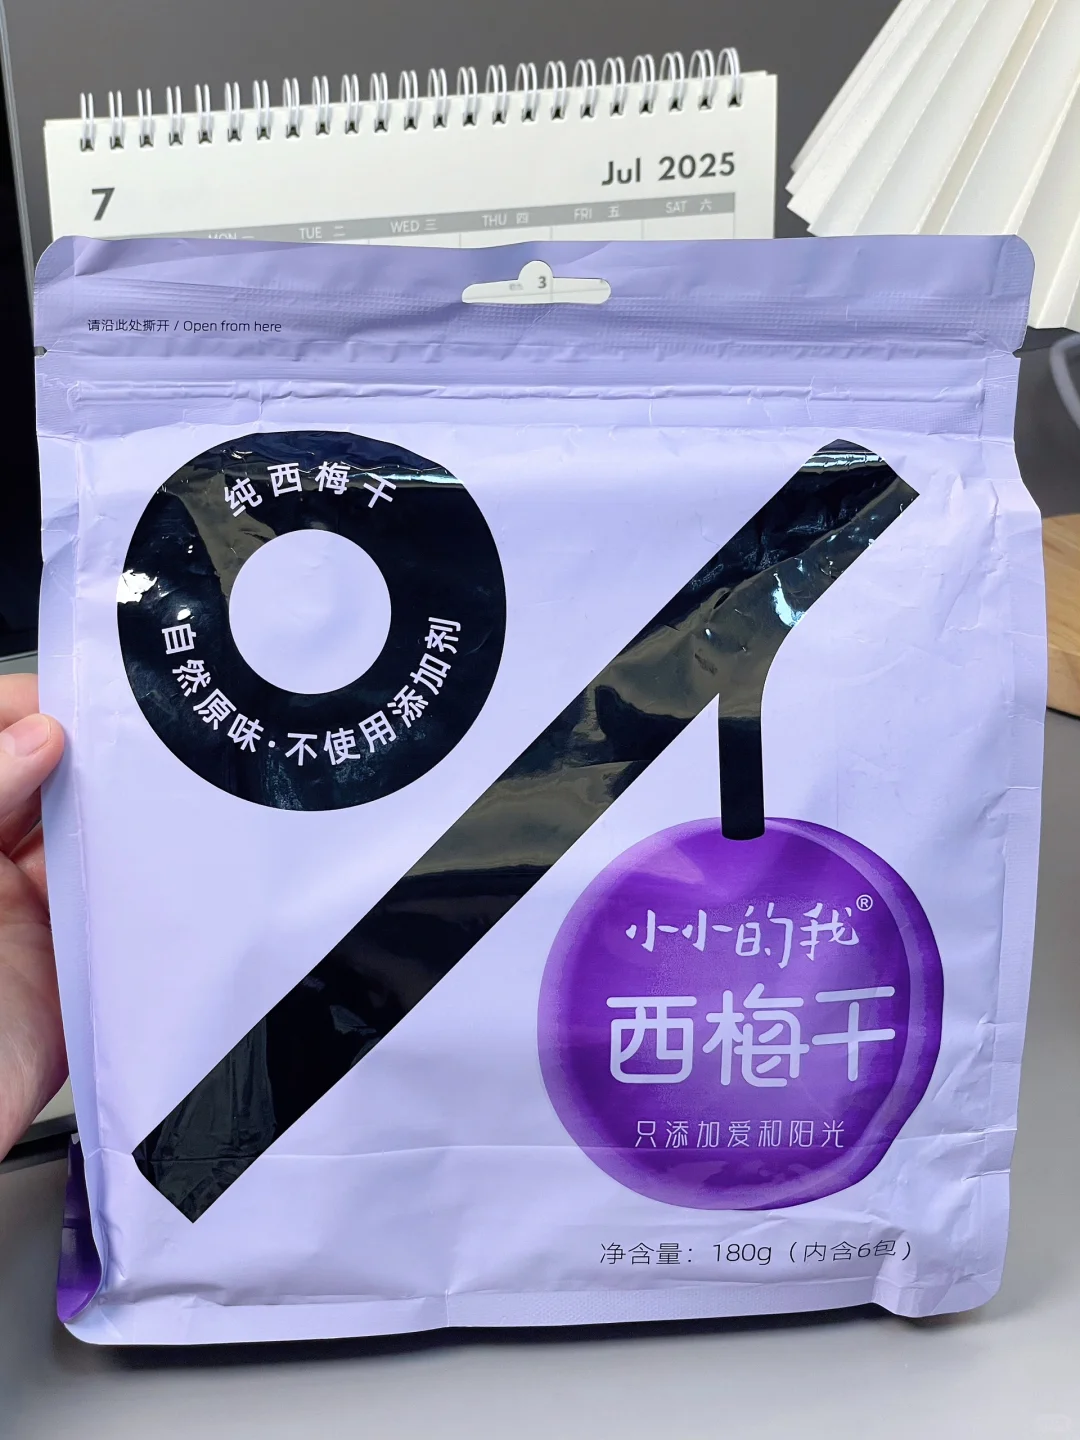 7
Jul 2025
MON 一
TUE 二
WED 三
THU 四
FRI 五
SAT 六
3
请沿此处撕开 / Open from here
纯西梅干
自然原味·不使用添加剂
小小的我®
西梅干
只添加爱和阳光
净含量：180g（内含6包）